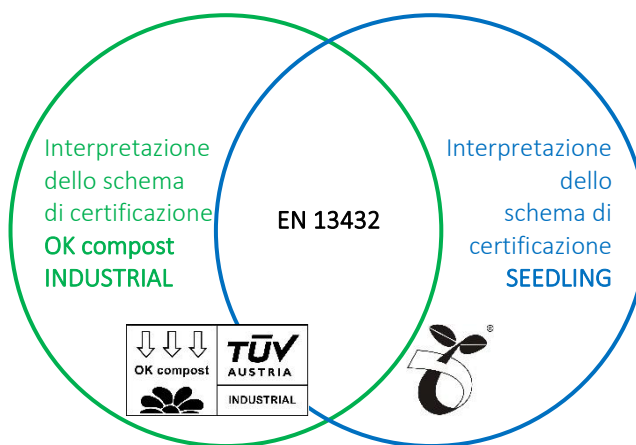 Interpretazione
dello schema
di certificazione
OK compost
INDUSTRIAL
EN 13432
Interpretazione
dello
schema di
certificazione
SEEDLING
OK compost
TÜV
AUSTRIA
INDUSTRIAL
®